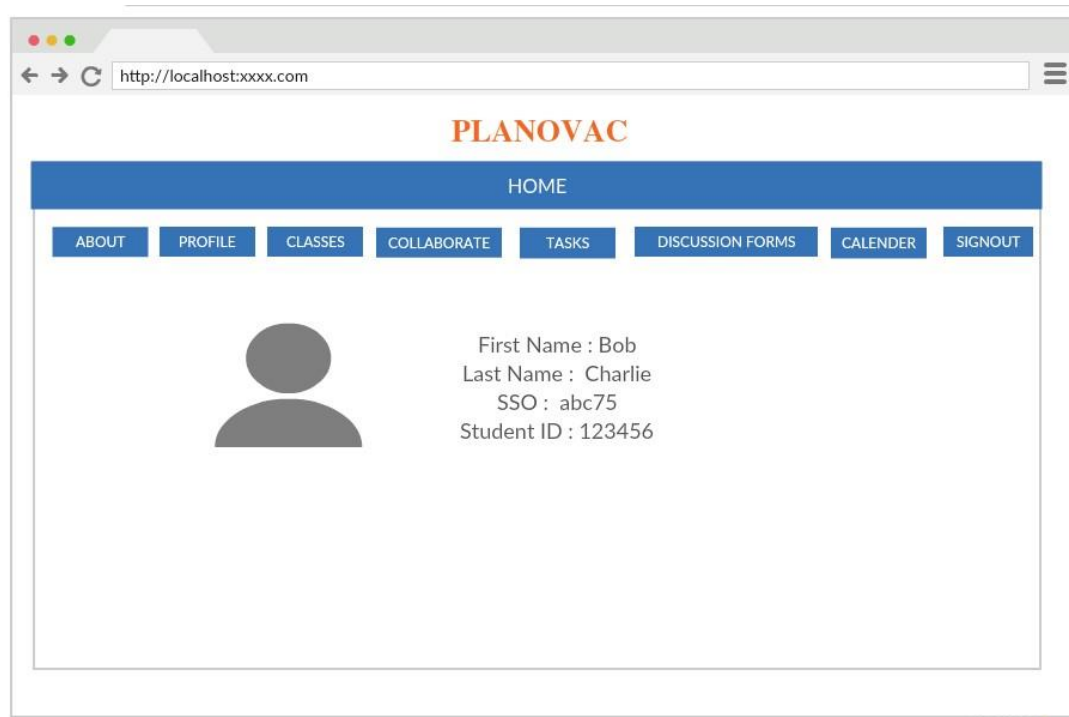 http://localhost:xxxx.com
PLANOVAC
HOME
ABOUT PROFILE CLASSES COLLABORATE TASKS DISCUSSION FORMS CALENDER SIGNOUT
First Name : Bob
Last Name : Charlie
SSO : abc75
Student ID : 123456